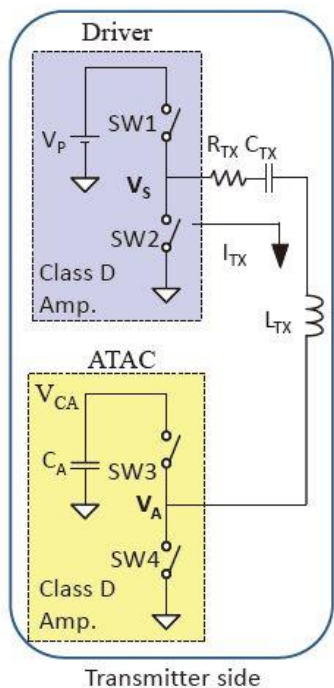 Driver
SW1
V_P
R_TX C_TX
V_S
SW2
I_TX
Class D
Amp.
L_TX
ATAC
V_CA
C_A
SW3
V_A
SW4
Class D
Amp.
Transmitter side